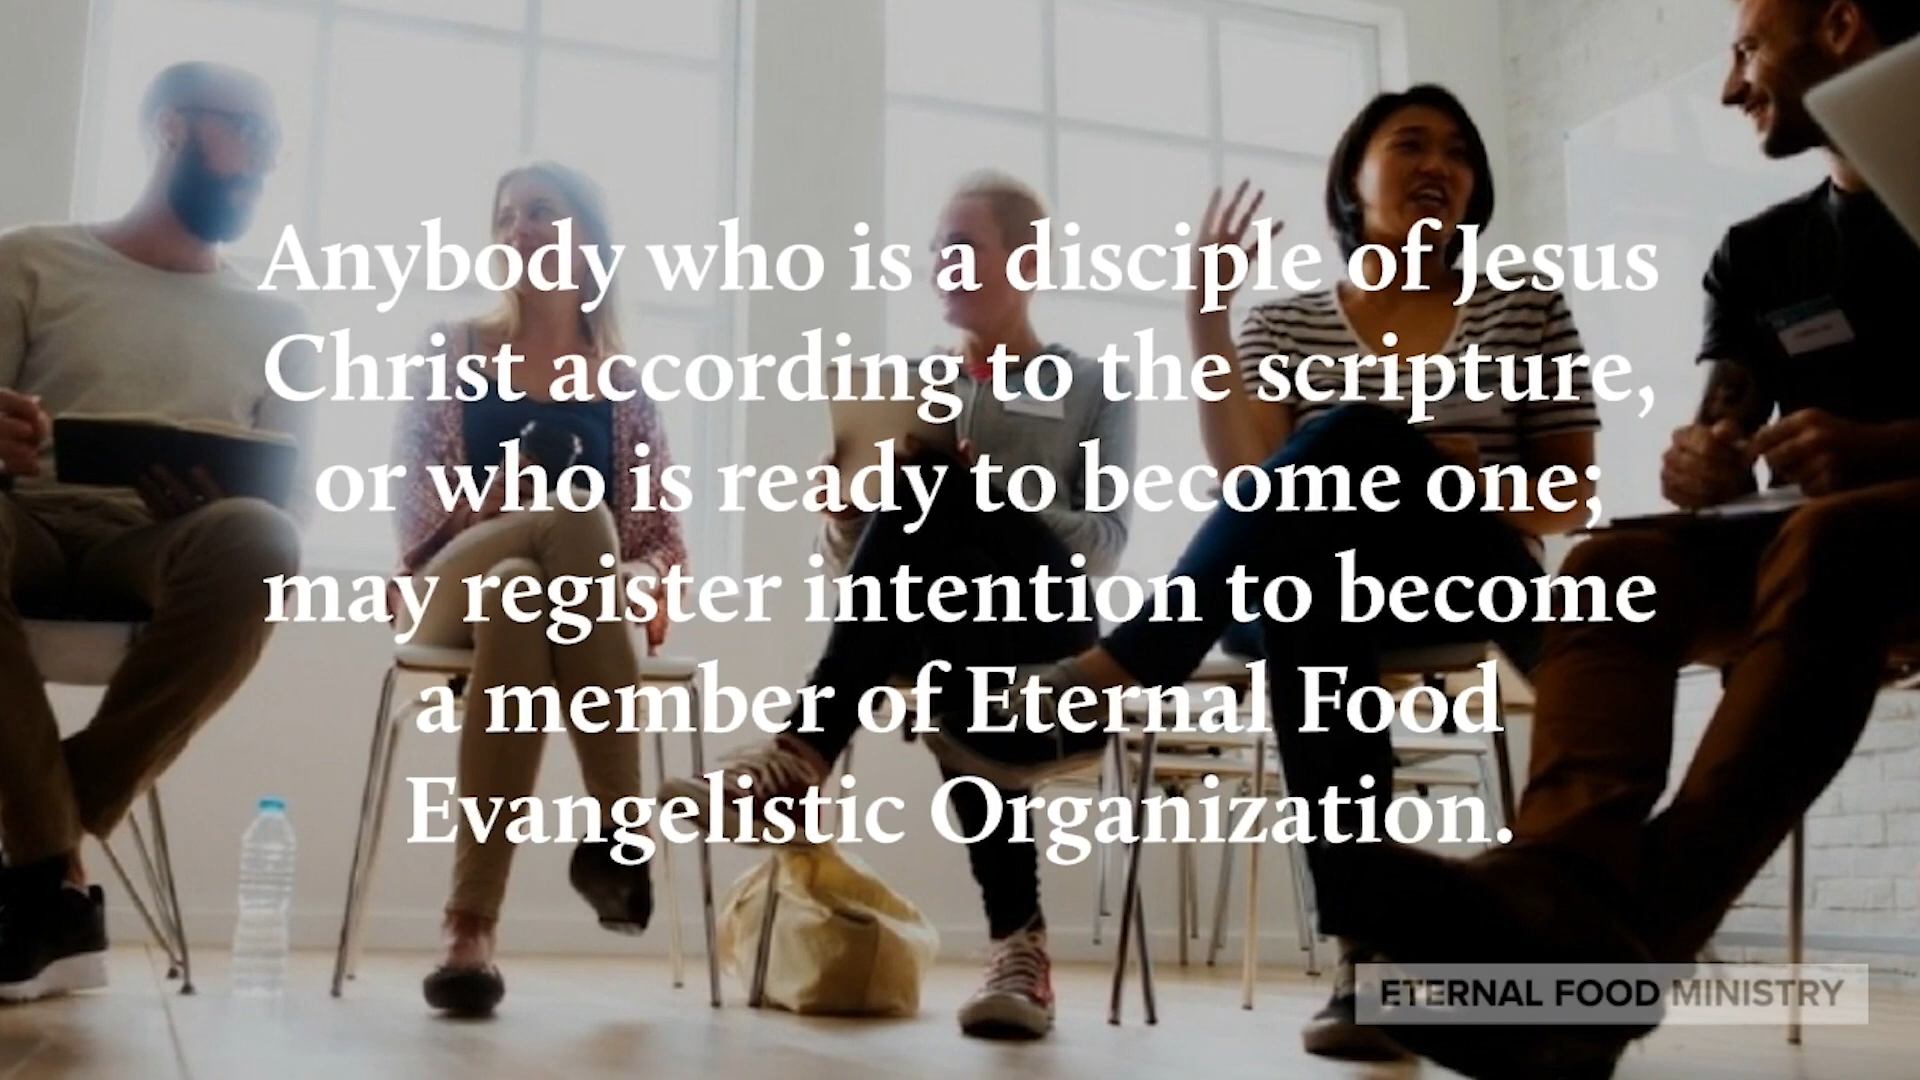 Anybody who is a disciple of Jesus
Christ according to the scripture,
or who is ready to become one;
may register intention to become
a member of Eternal Food
Evangelistic Organization.
ETERNAL FOOD MINISTRY